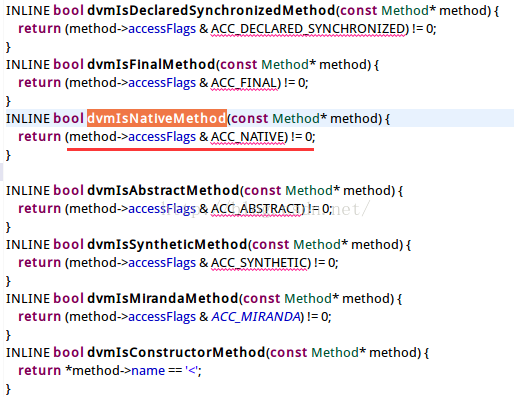 INLINE bool dvmIsDeclaredSynchronizedMethod(const Method* method) {
return (method->accessFlags & ACC_DECLARED_SYNCHRONIZED) != 0;
}
INLINE bool dvmIsFinalMethod(const Method* method) {
return (method->accessFlags & ACC_FINAL) != 0;
}
INLINE bool dvmIsNativeMethod(const Method* method) {
return (method->accessFlags & ACC_NATIVE) != 0;
}
INLINE bool dvmIsAbstractMethod(const Method* method) {
return (method->accessFlags & ACC_ABSTRACT) != 0;
}
INLINE bool dvmIsSyntheticMethod(const Method* method) {
return (method->accessFlags & ACC_SYNTHETIC) != 0;
}
INLINE bool dvmIsMirandaMethod(const Method* method) {
return (method->accessFlags & ACC_MIRANDA) != 0;
}
INLINE bool dvmIsConstructorMethod(const Method* method) {
return *method->name == '<';
}